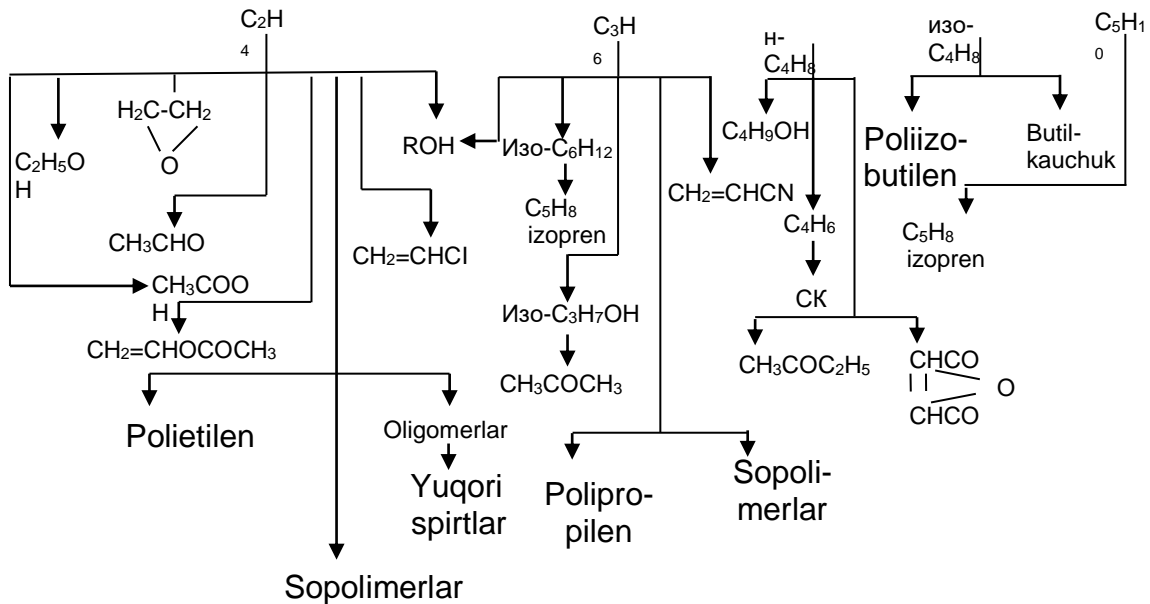 C₂H
4
C₃H
6
н-
C₄H₈
изо-
C₄H₈
C₅H₁
0
H₂C-CH₂
O
C₂H₅O
H
ROH
Изо-C₆H₁₂
C₄H₉OH
Poliizo-
butilen
Butil-
kauchuk
CH₃CHO
CH₂=CHCl
C₅H₈
izopren
CH₂=CHCN
C₄H₆
C₅H₈
izopren
CH₃COO
H
CH₂=CHOCOCH₃
Изо-C₃H₇OH
СК
CH₃COCH₃
CH₃COC₂H₅
CHCO
O
CHCO
Polietilen
Oligomerlar
Yuqori
spirtlar
Polipro-
pilen
Sopoli-
merlar
Sopolimerlar